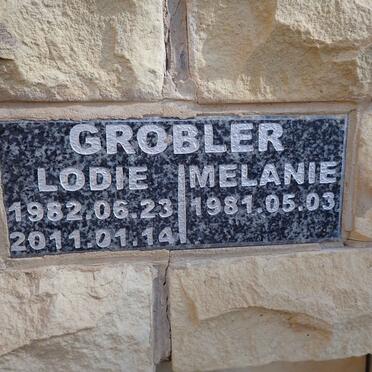 GROBLER
LODIE MELANIE
1982.06.23 1981.05.03
2011.01.14